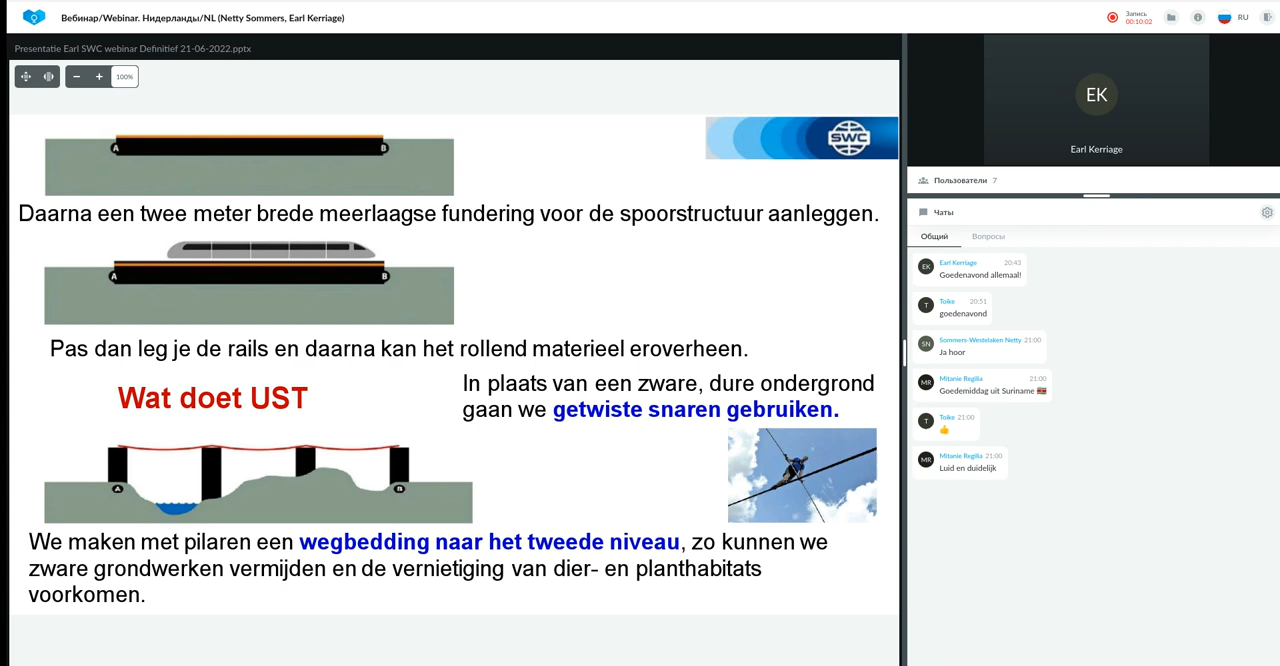 Вебинар/Webinar. Нидерланды/NL (Netty Sommers, Earl Kerriage)
Запись
00:10:02
RU
Presentatie Earl SWC webinar Definitief 21-06-2022.pptx
100%
SWC
A
B
Daarna een twee meter brede meerlaagse fundering voor de spoorstructuur aanleggen.
A
B
Pas dan leg je de rails en daarna kan het rollend materieel eroverheen.
Wat doet UST
In plaats van een zware, dure ondergrond
gaan we getwiste snaren gebruiken.
A
B
We maken met pilaren een wegbedding naar het tweede niveau, zo kunnen we
zware grondwerken vermijden en de vernietiging van dier- en planthabitats
voorkomen.
EK
Earl Kerriage
Пользователи 7
Чаты
Общий Вопросы
EK
Earl Kerriage 20:43
Goedenavond allemaal!
T
Toike 20:51
goedenavond
SN
Sommers-Westelaken Netty 21:00
Ja hoor
MR
Mitanie Regilla 21:00
Goedemiddag uit Suriname 🇸🇷
T
Toike 21:00
👍
MR
Mitanie Regilla 21:00
Luid en duidelijk